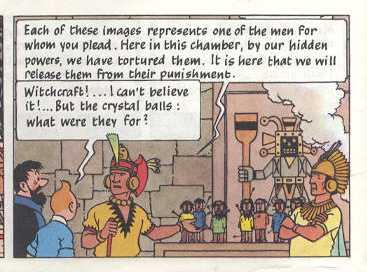 Each of these images represents one of the men for
whom you plead. Here in this chamber, by our hidden
powers, we have tortured them. It is here that we will
release them from their punishment.
Witchcraft!...I can't believe
it!...But the crystal balls:
what were they for?